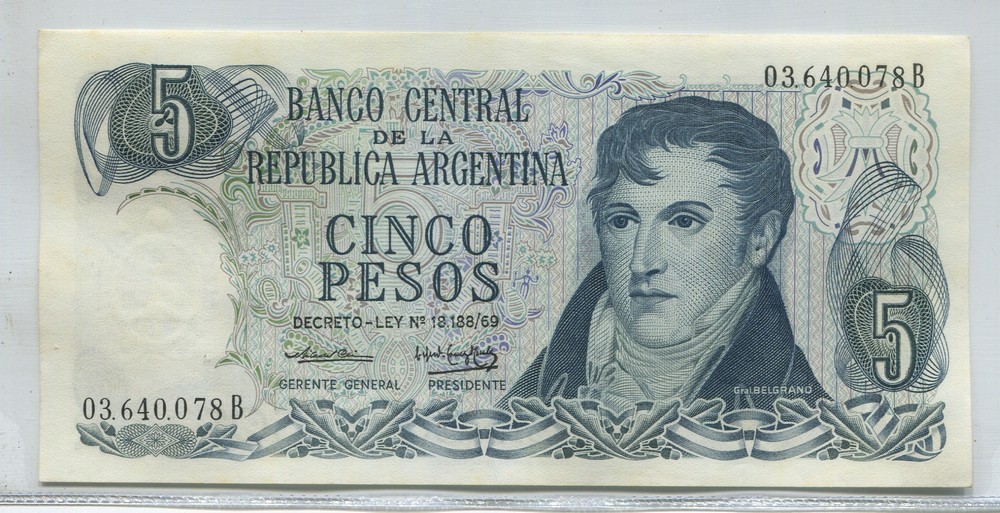 03.640.078 B
5
BANCO CENTRAL
DE LA
REPUBLICA ARGENTINA
CINCO
PESOS
DECRETO-LEY Nº 18.188/69
GERENTE GENERAL PRESIDENTE
Gral. BELGRANO
5
03.640.078 B